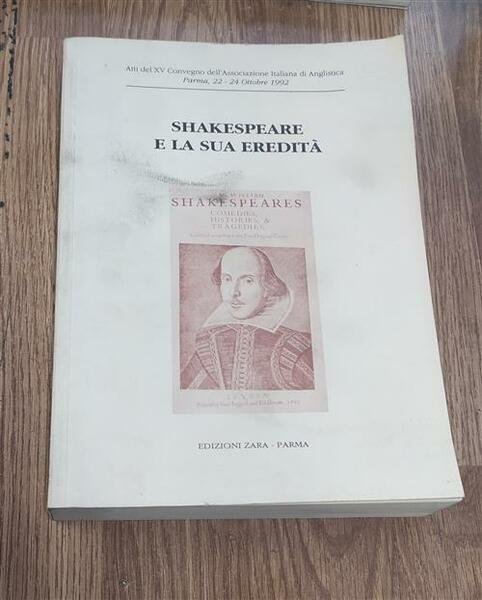 Atti del XV Convegno dell'Associazione Italiana di Anglistica
Parma, 22 - 24 Ottobre 1992
SHAKESPEARE
E LA SUA EREDITÀ
WILLIAM
SHAKESPEARES
COMEDIES,
HISTORIES, &
TRAGEDIES.
LONDON
EDIZIONI ZARA - PARMA